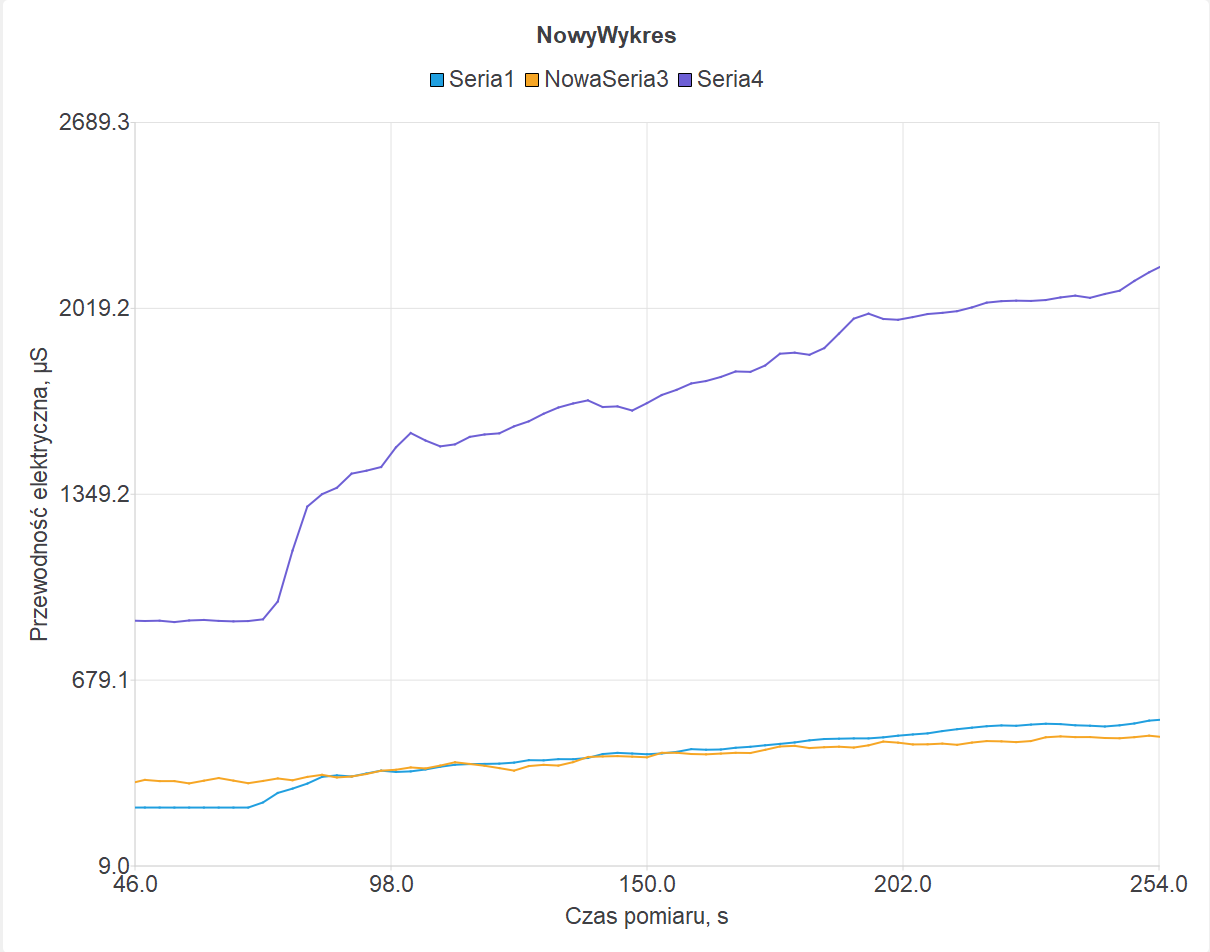 NowyWykres
Seria1 NowaSeria3 Seria4
2689.3
2019.2
1349.2
679.1
9.0
Przewodność elektryczna, µS
46.0 98.0 150.0 202.0 254.0
Czas pomiaru, s